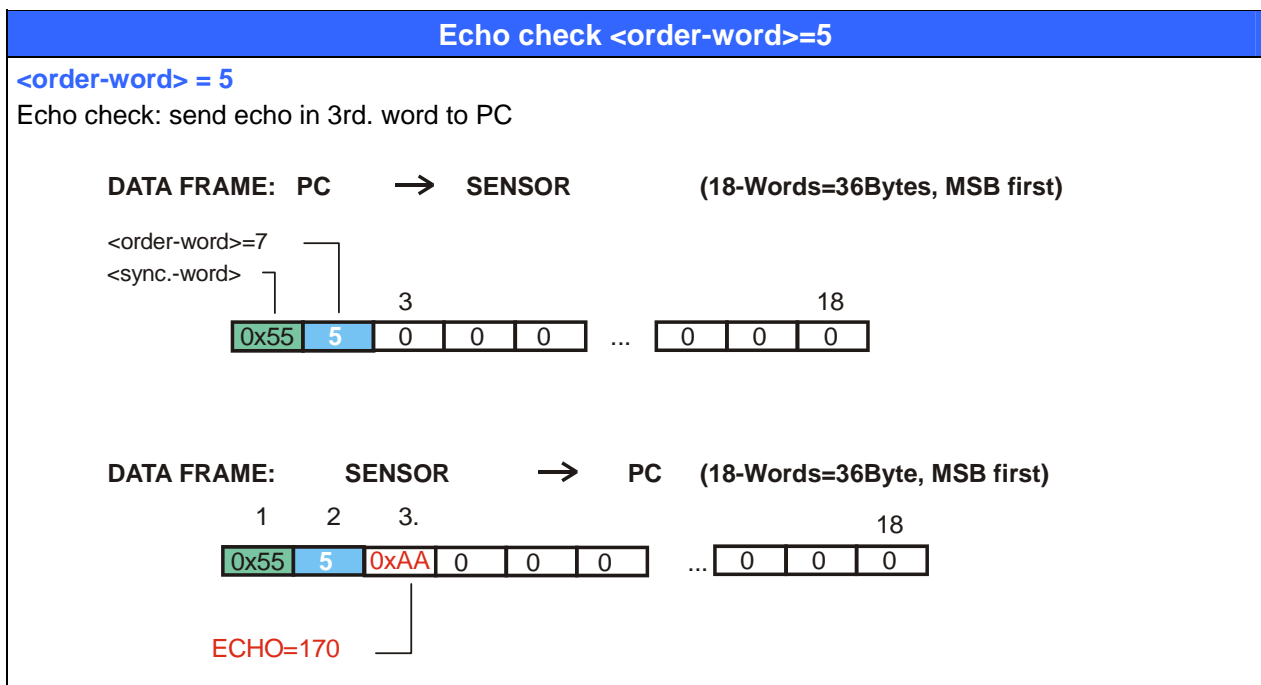 Echo check <order-word>=5
<order-word> = 5
Echo check: send echo in 3rd. word to PC
DATA FRAME: PC → SENSOR (18-Words=36Bytes, MSB first)
<order-word>=7
<sync.-word>
3 18
0x55 5 0 0 0 ... 0 0 0
DATA FRAME: SENSOR → PC (18-Words=36Byte, MSB first)
1 2 3. 18
0x55 5 0xAA 0 0 0 ... 0 0 0
ECHO=170